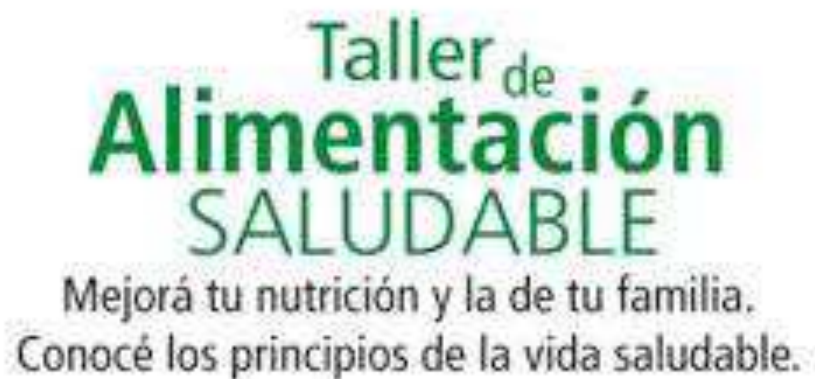 Taller de
Alimentación
SALUDABLE
Mejorá tu nutrición y la de tu familia.
Conocé los principios de la vida saludable.